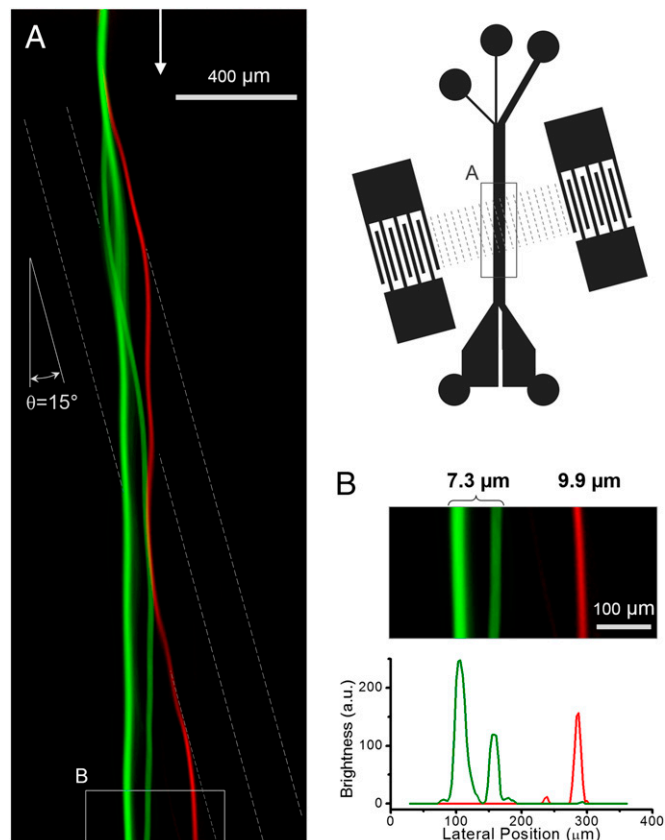 A
400 µm
θ=15°
B
A
B
7.3 µm
9.9 µm
100 µm
Brightness (a.u.)
200
100
0
0
100
200
300
400
Lateral Position (µm)